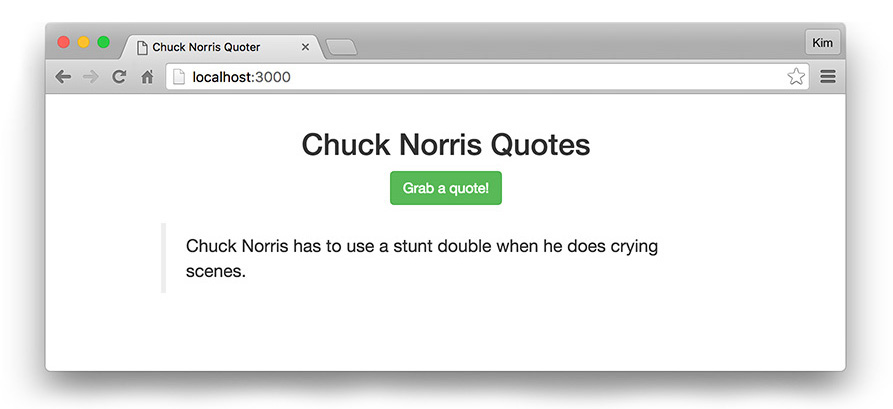 Chuck Norris Quoter
Kim
localhost:3000
Chuck Norris Quotes
Grab a quote!
Chuck Norris has to use a stunt double when he does crying
scenes.